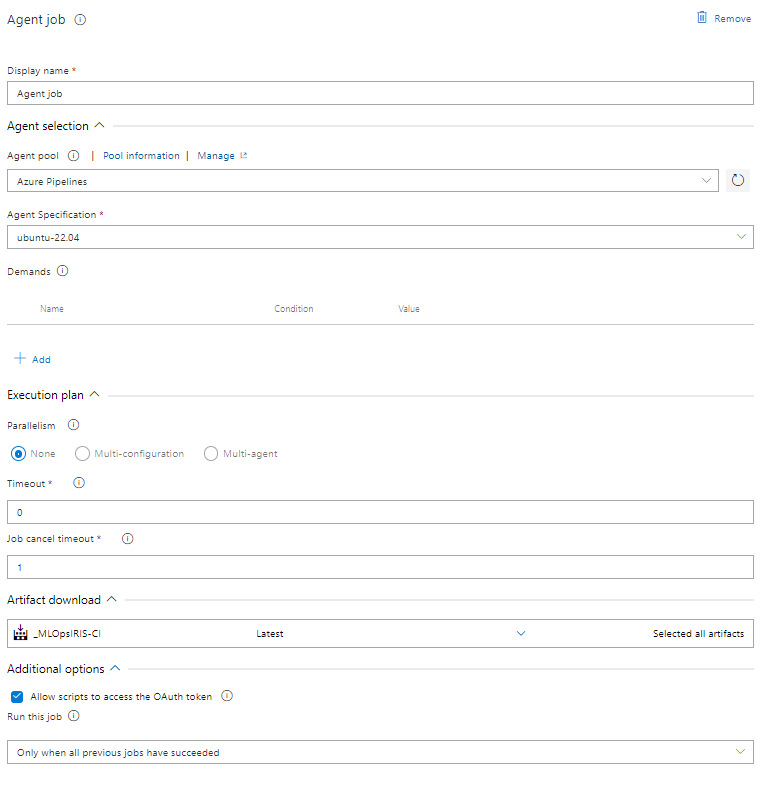 Agent job
Remove
Display name *
Agent job
Agent selection
Agent pool | Pool information | Manage
Azure Pipelines
Agent Specification *
ubuntu-22.04
Demands
Name Condition Value
Add
Execution plan
Parallelism
None Multi-configuration Multi-agent
Timeout *
0
Job cancel timeout *
1
Artifact download
_MLOpsIRIS-CI Latest Selected all artifacts
Additional options
Allow scripts to access the OAuth token
Run this job
Only when all previous jobs have succeeded